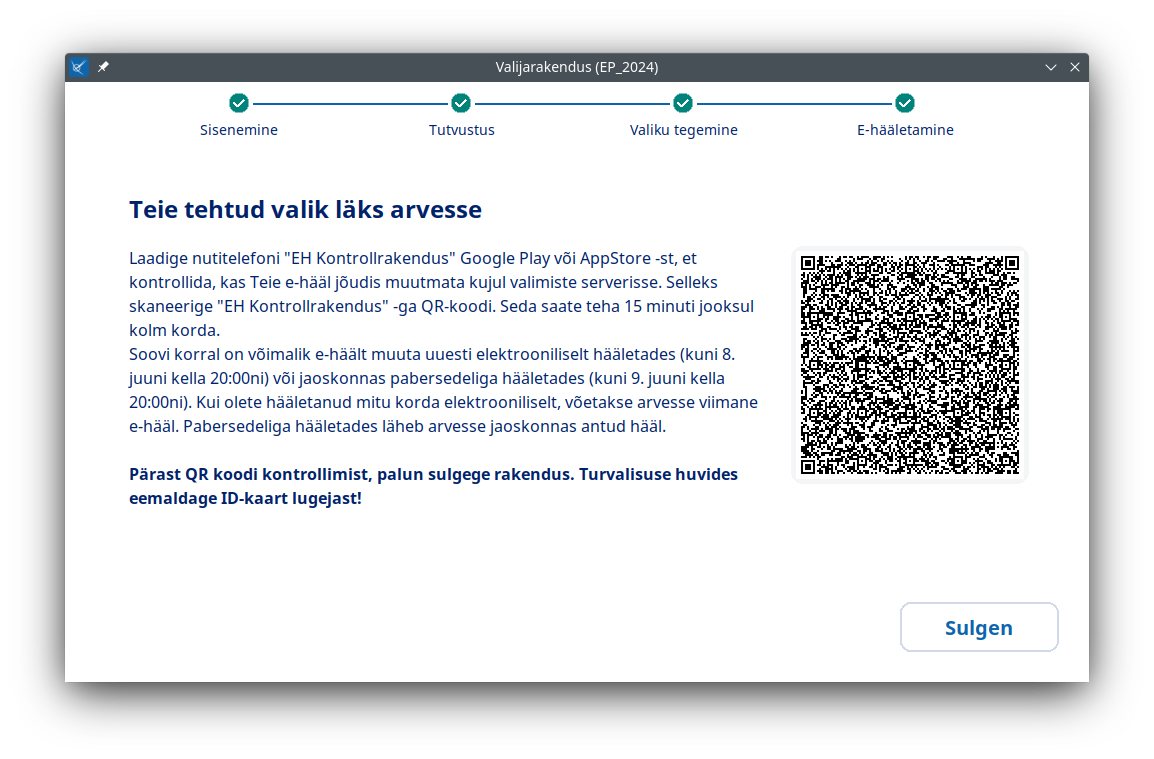 Valijarakendus (EP_2024)
Sisenemine
Tutvustus
Valiku tegemine
E-hääletamine
Teie tehtud valik läks arvesse
Laadige nutitelefoni "EH Kontrollrakendus" Google Play või AppStore -st, et
kontrollida, kas Teie e-hääl jõudis muutmata kujul valimiste serverisse. Selleks
skaneerige "EH Kontrollrakendus" -ga QR-koodi. Seda saate teha 15 minuti jooksul
kolm korda.
Soovi korral on võimalik e-häält muuta uuesti elektrooniliselt hääletades (kuni 8.
juuni kella 20:00ni) või jaoskonnas pabersedeliga hääletades (kuni 9. juuni kella
20:00ni). Kui olete hääletanud mitu korda elektrooniliselt, võetakse arvesse viimane
e-hääl. Pabersedeliga hääletades läheb arvesse jaoskonnas antud hääl.
Pärast QR koodi kontrollimist, palun sulgege rakendus. Turvalisuse huvides
eemaldage ID-kaart lugejast!
Sulgen